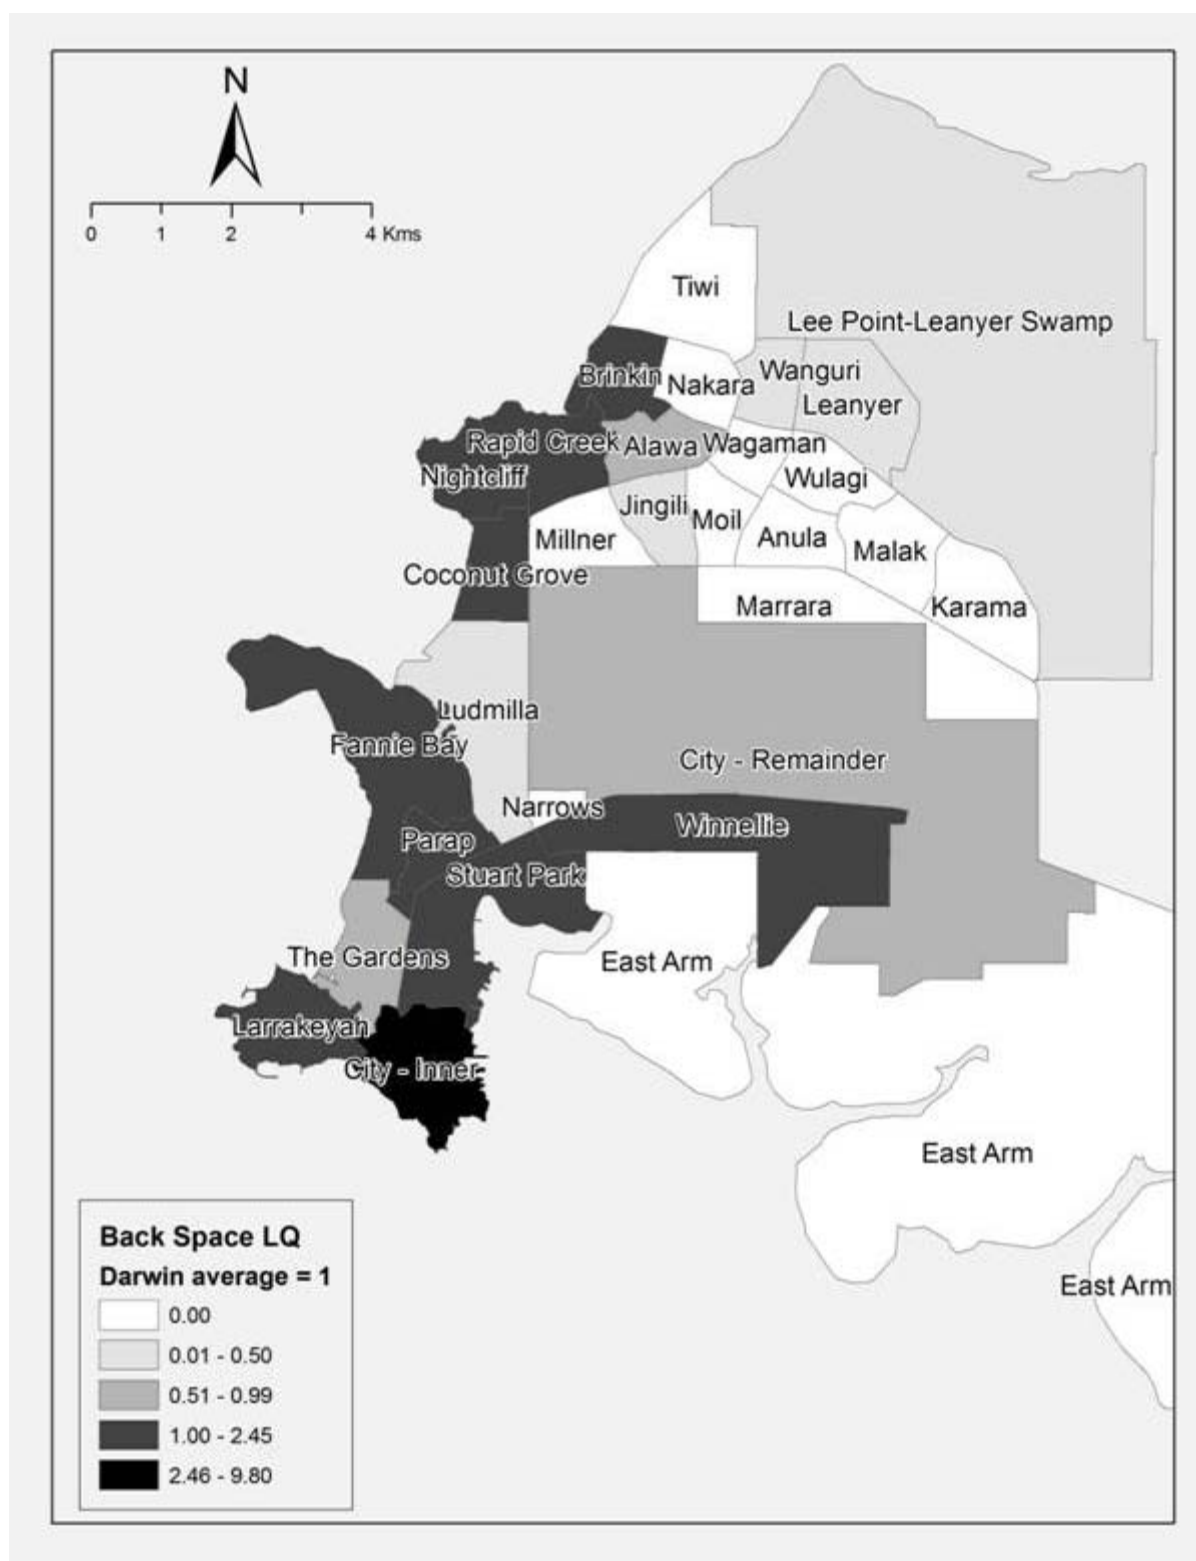 N
0 1 2 4 Kms
Tiwi
Lee Point-Leanyer Swamp
Brinkin
Nakara
Wanguri
Leanyer
Rapid Creek
Alawa
Wagaman
Nightcliff
Wulagi
Jingili
Moil
Millner
Anula
Malak
Coconut Grove
Marrara
Karama
Ludmilla
Fannie Bay
City - Remainder
Narrows
Winnellie
Parap
Stuart Park
The Gardens
East Arm
Larrakeyah
City - Inner
East Arm
East Arm
Back Space LQ
Darwin average = 1
0.00
0.01 - 0.50
0.51 - 0.99
1.00 - 2.45
2.46 - 9.80